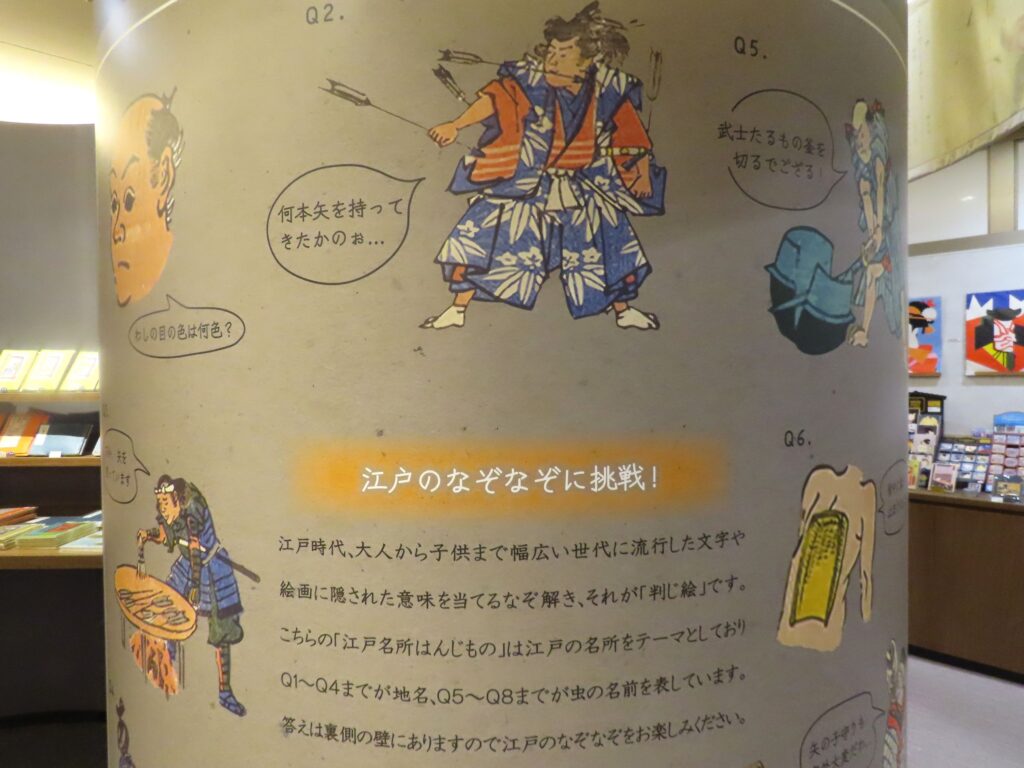 Q2.
何本矢を持って
きたかのぉ…
わしの目の色は何色？
Q5.
武士たるもの釜を
切るでござる！
Q6.
江戸のなぞなぞに挑戦！
江戸時代、大人から子供まで幅広い世代に流行した文字や
絵画に隠された意味を当てるなぞ解き、それが「判じ絵」です。
こちらの「江戸名所はんじもの」は江戸の名所をテーマとしており
Q1～Q4までが地名、Q5～Q8までが虫の名前を表しています。
答えは裏側の壁にありますので江戸のなぞなぞをお楽しみください。
矢の子守りも